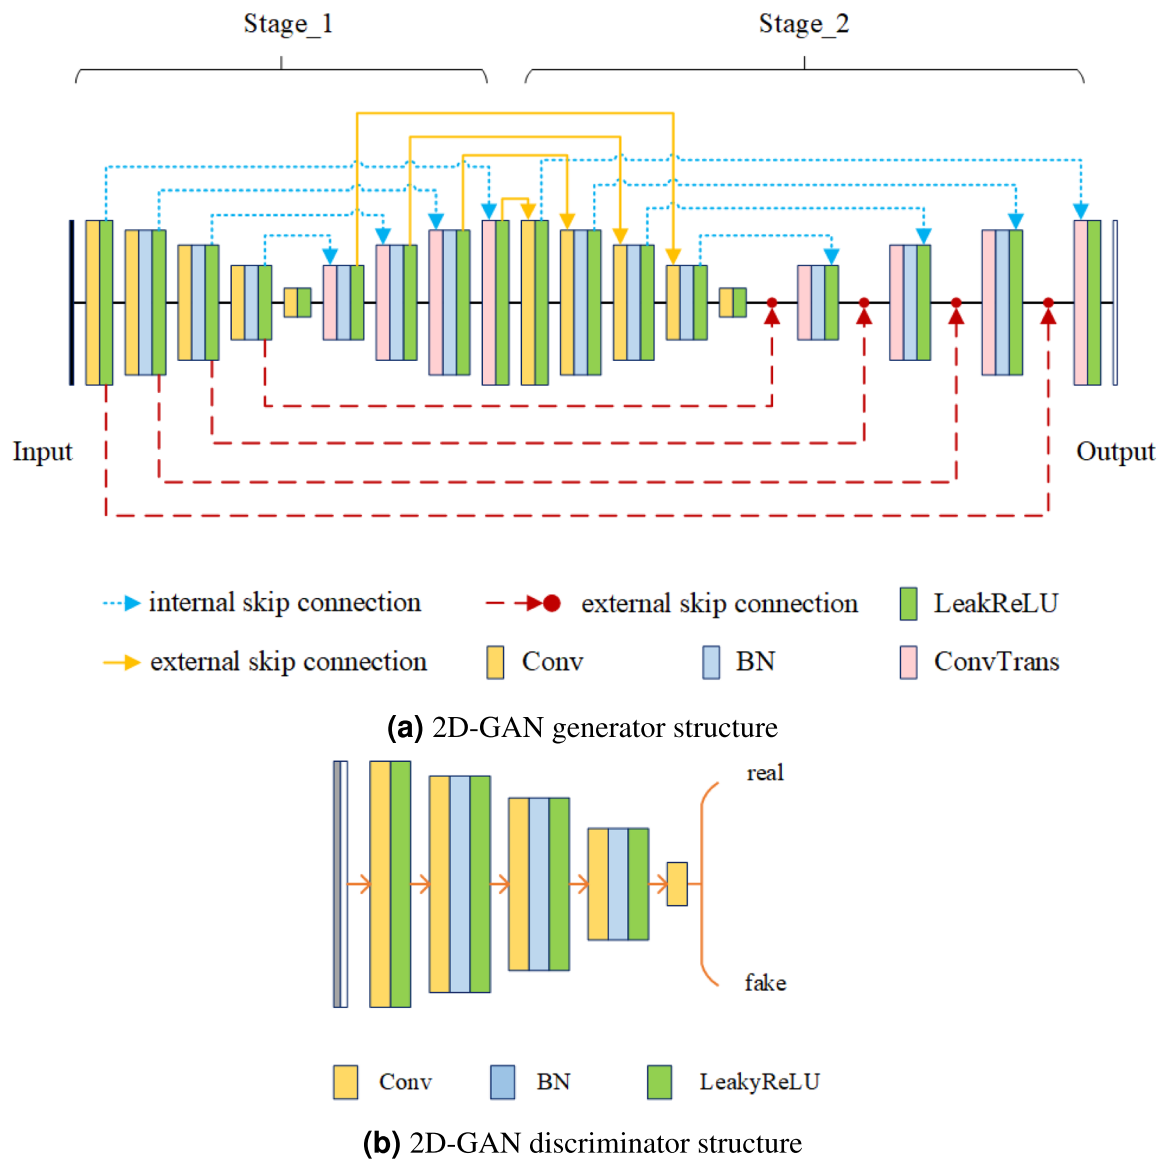 Stage_1
Stage_2
Input
Output
internal skip connection
external skip connection
LeakReLU
external skip connection
Conv
BN
ConvTrans
(a) 2D-GAN generator structure
real
fake
Conv
BN
LeakyReLU
(b) 2D-GAN discriminator structure